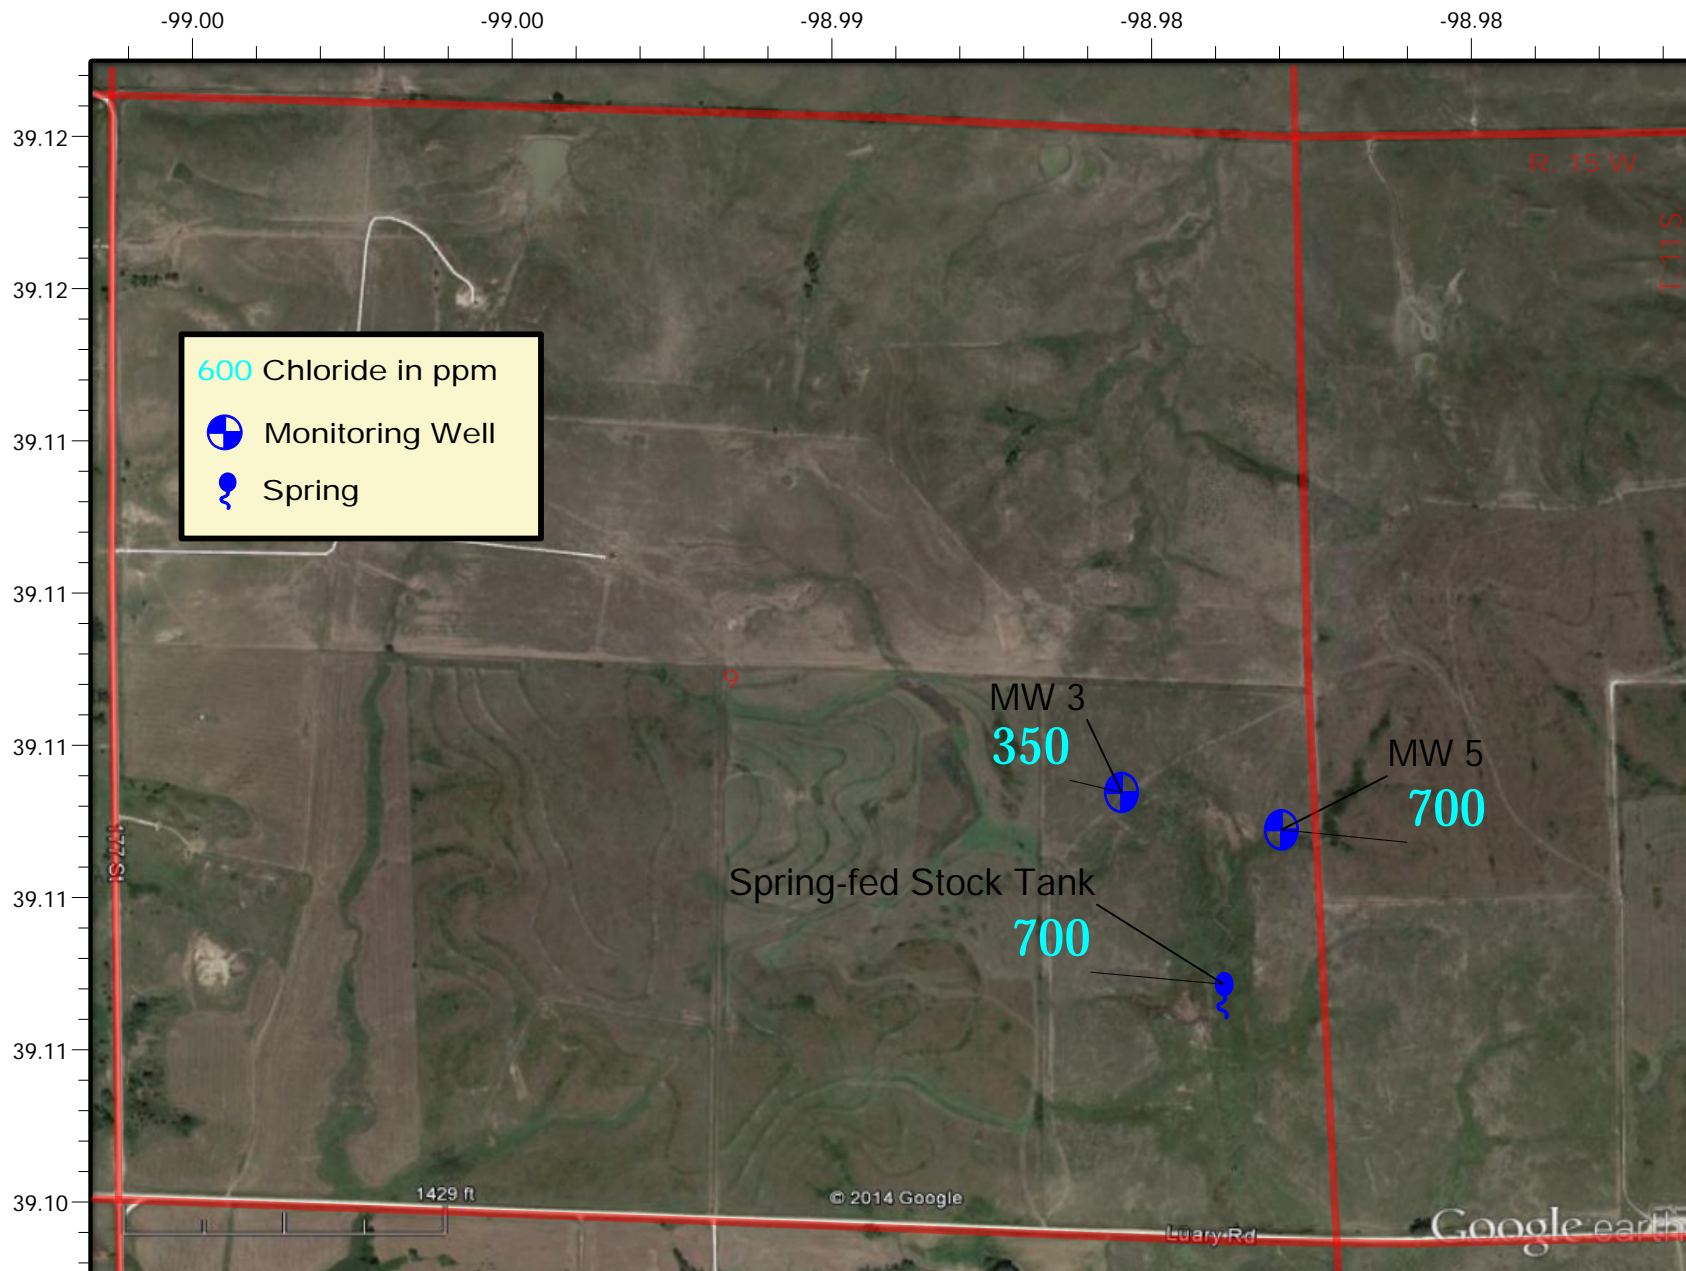 -99.00 -99.00 -98.99 -98.98 -98.98
39.12
R. 15 W.
T. 11 S.
39.12
600 Chloride in ppm
Monitoring Well
Spring
39.11
39.11
9
MW 3
350
39.11
MW 5
700
177 St
Spring-fed Stock Tank
39.11
700
39.11
1429 ft
© 2014 Google
39.10
Luary Rd
Google earth